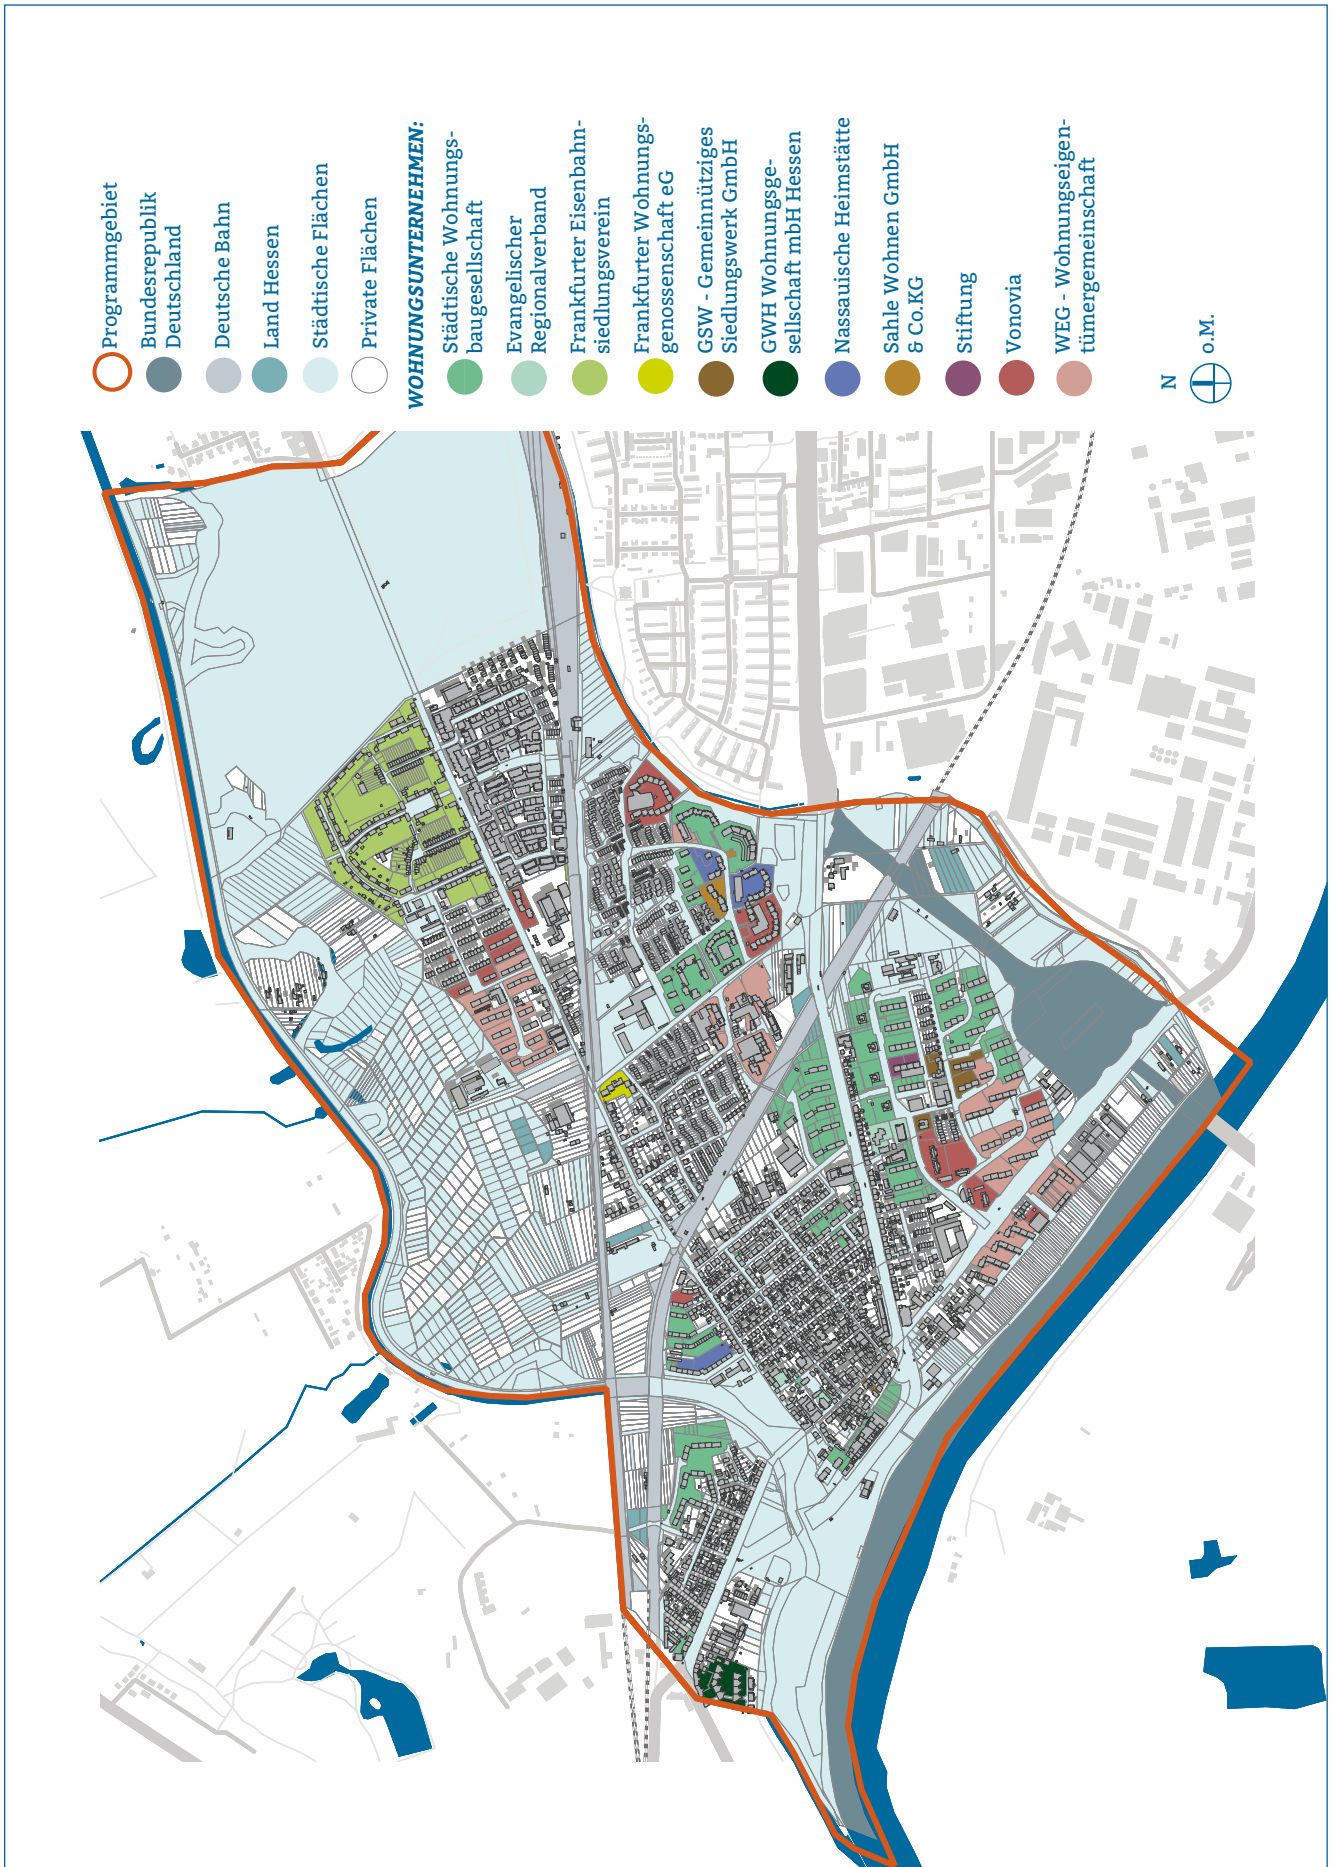 Programmgebiet
Bundesrepublik
Deutschland
Deutsche Bahn
Land Hessen
Städtische Flächen
Private Flächen
WOHNUNGSUNTERNEHMEN:
Städtische Wohnungs-
baugesellschaft
Evangelischer
Regionalverband
Frankfurter Eisenbahn-
siedlungsverein
Frankfurter Wohnungs-
genossenschaft eG
GSW - Gemeinnütziges
Siedlungswerk GmbH
GWH Wohnungsge-
sellschaft mbH Hessen
Nassauische Heimstätte
Sahle Wohnen GmbH
& Co.KG
Stiftung
Vonovia
WEG - Wohnungseigen-
tümergemeinschaft
N
o.M.